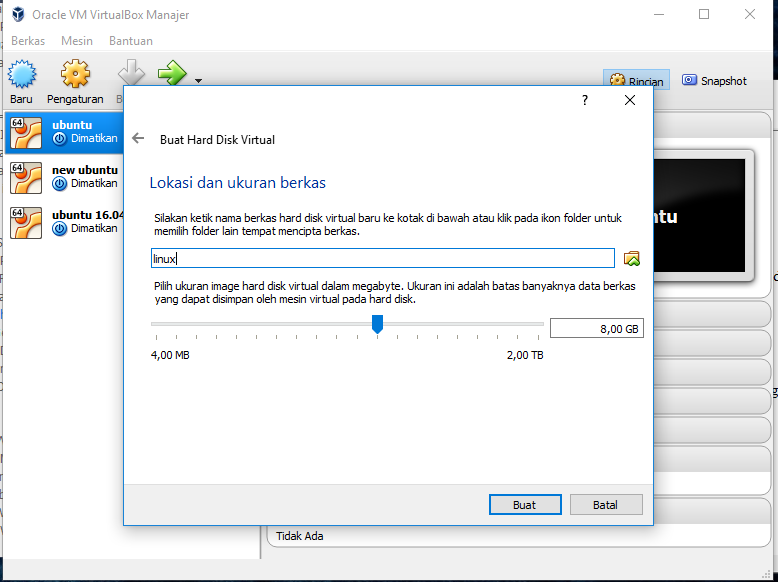 Oracle VM VirtualBox Manajer
Berkas Mesin Bantuan
Baru Pengaturan
Rincian Snapshot
64 ubuntu
Dimatikan
64 new ubuntu
Dimatikan
64 ubuntu 16.04
Dimatikan
?
Buat Hard Disk Virtual
Lokasi dan ukuran berkas
Silakan ketik nama berkas hard disk virtual baru ke kotak di bawah atau klik pada ikon folder untuk
memilih folder lain tempat mencipta berkas.
linux
Pilih ukuran image hard disk virtual dalam megabyte. Ukuran ini adalah batas banyaknya data berkas
yang dapat disimpan oleh mesin virtual pada hard disk.
8,00 GB
4,00 MB 2,00 TB
Buat Batal
Tidak Ada